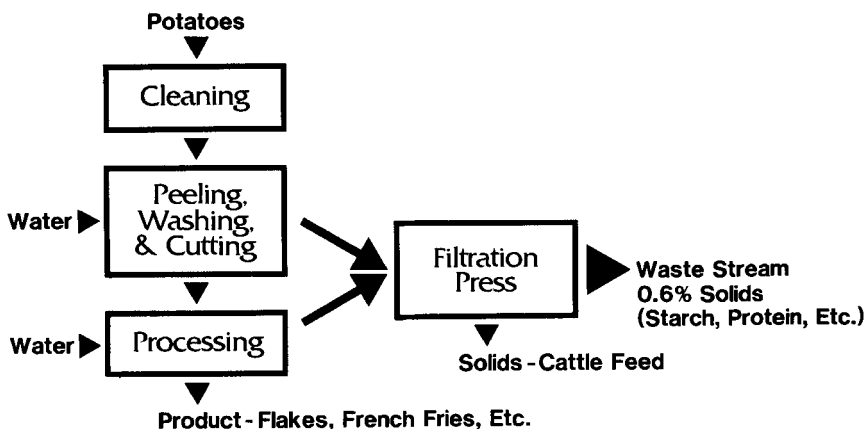 Potatoes
Cleaning
Water
Peeling,
Washing,
& Cutting
Filtration
Press
Waste Stream
0.6% Solids
(Starch, Protein, Etc.)
Water
Processing
Solids - Cattle Feed
Product - Flakes, French Fries, Etc.